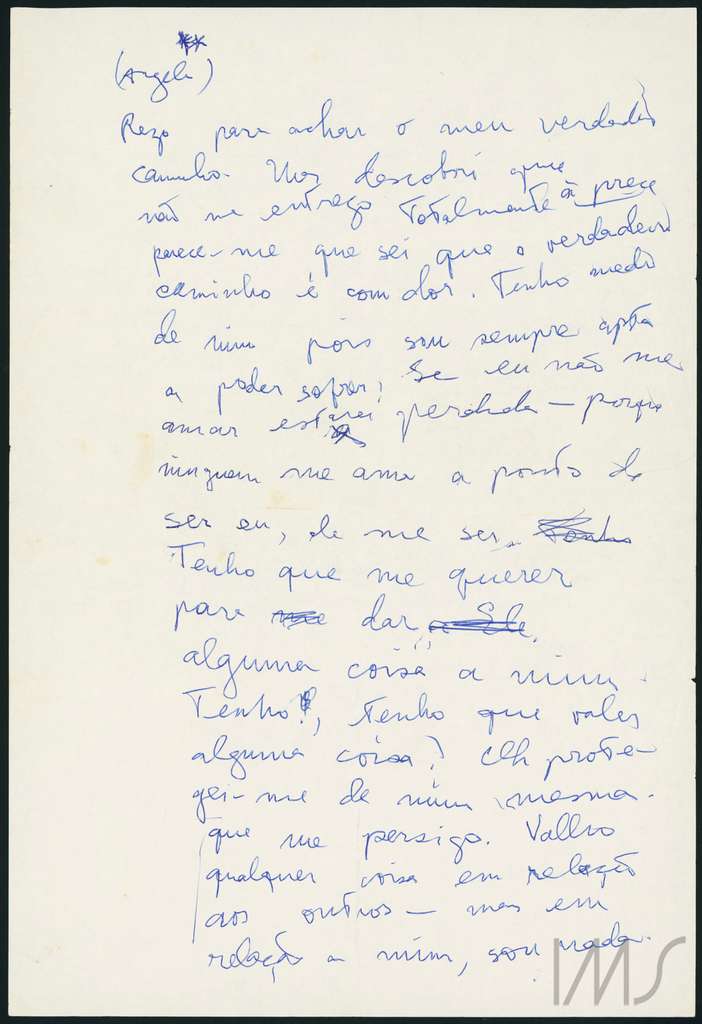 (Angela)
Rezo para achar o meu verdadeiro
caminho. Mas descobri que
não me entrego totalmente à prece
parece-me que sei que o verdadeiro
caminho é com dor. Tenho medo
de mim pois sou sempre apta
a poder sofrer. Se eu não me
amar estarei perdida — porque
ninguém me ama a ponto de
ser eu, de me ser. Tenho
Tenho que me querer
para me dar
alguma coisa a mim.
Tenho, tenho que valer
alguma coisa? Oh prote-
gei-me de mim mesma.
que me persigo. Valho
qualquer coisa em relação
aos outros — mas em
relação a mim, sou nada.
IMS